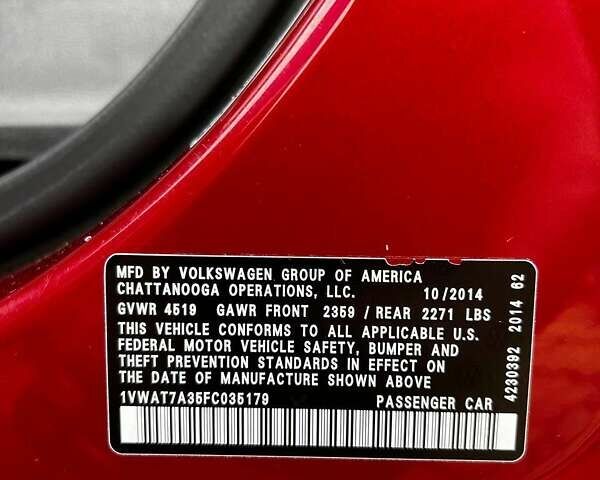 MFD BY VOLKSWAGEN GROUP OF AMERICA
CHATTANOOGA OPERATIONS, LLC. 10/2014
GVWR 4519 GAWR FRONT 2359 / REAR 2271 LBS
THIS VEHICLE CONFORMS TO ALL APPLICABLE U.S.
FEDERAL MOTOR VEHICLE SAFETY, BUMPER AND
THEFT PREVENTION STANDARDS IN EFFECT ON
THE DATE OF MANUFACTURE SHOWN ABOVE
1VWAT7A35FC035179 PASSENGER CAR
4230392 2014 62